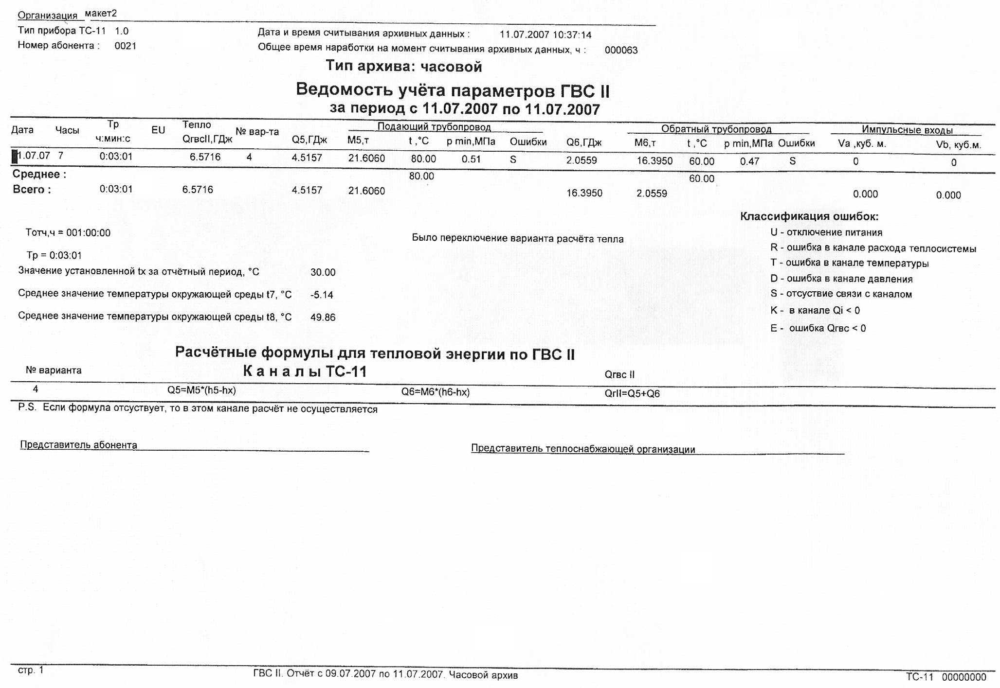 Организация макет2
Тип прибора ТС-11 1.0 Дата и время считывания архивных данных : 11.07.2007 10:37:14
Номер абонента : 0021 Общее время наработки на момент считывания архивных данных, ч : 000063
Тип архива: часовой
Ведомость учёта параметров ГВС II
за период с 11.07.2007 по 11.07.2007
Дата Часы Тр ч:мин:с EU Тепло QгвсII,ГДж № вар-та Q5,ГДж Подающий трубопровод M5,т t ,°C p min,МПа Ошибки Q6,ГДж Обратный трубопровод M6,т t ,°C p min,МПа Ошибки Импульсные входы Va ,куб. м. Vb, куб.м.
1.07.07 7 0:03:01 6.5716 4 4.5157 21.6060 80.00 0.51 S 2.0559 16.3950 60.00 0.47 S 0 0
Среднее : 80.00 60.00
Всего : 0:03:01 6.5716 4.5157 21.6060 16.3950 2.0559 0.000 0.000
Классификация ошибок:
U - отключение питания
R - ошибка в канале расхода теплосистемы
T - ошибка в канале температуры
D - ошибка в канале давления
S - отсуствие связи с каналом
K - в канале Qi < 0
E - ошибка Qгвс < 0
Тотч,ч = 001:00:00
Было переключение варианта расчёта тепла
Тр = 0:03:01
Значение установленной tx за отчётный период, °C 30.00
Среднее значение температуры окружающей среды t7, °C -5.14
Среднее значение температуры окружающей среды t8, °C 49.86
Расчётные формулы для тепловой энергии по ГВС II
№ варианта К а н а л ы ТС-11 Qгвс II
4 Q5=M5*(h5-hx) Q6=M6*(h6-hx) QгII=Q5+Q6
P.S. Если формула отсуствует, то в этом канале расчёт не осуществляется
Представитель абонента Представитель теплоснабжающей организации
стр. 1 ГВС II. Отчёт с 09.07.2007 по 11.07.2007. Часовой архив ТС-11 00000000